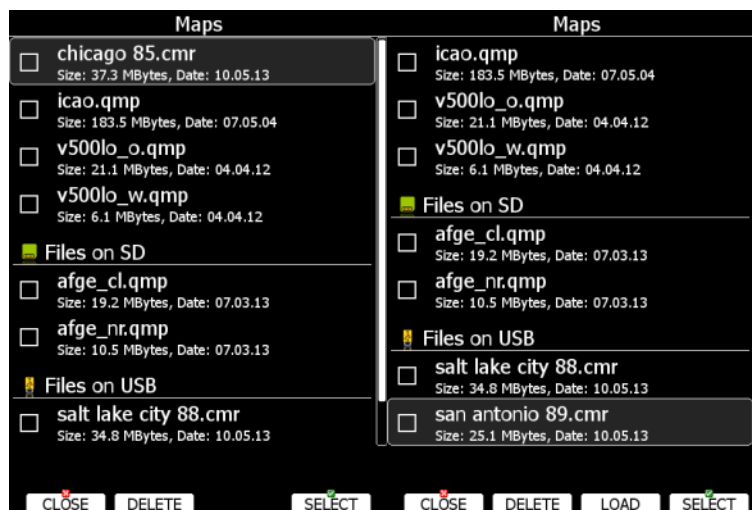 Maps
chicago 85.cmr
Size: 37.3 MBytes, Date: 10.05.13
icao.qmp
Size: 183.5 MBytes, Date: 07.05.04
v500lo_o.qmp
Size: 21.1 MBytes, Date: 04.04.12
v500lo_w.qmp
Size: 6.1 MBytes, Date: 04.04.12
Files on SD
afge_cl.qmp
Size: 19.2 MBytes, Date: 07.03.13
afge_nr.qmp
Size: 10.5 MBytes, Date: 07.03.13
Files on USB
salt lake city 88.cmr
Size: 34.8 MBytes, Date: 10.05.13
CLOSE DELETE SELECT
Maps
icao.qmp
Size: 183.5 MBytes, Date: 07.05.04
v500lo_o.qmp
Size: 21.1 MBytes, Date: 04.04.12
v500lo_w.qmp
Size: 6.1 MBytes, Date: 04.04.12
Files on SD
afge_cl.qmp
Size: 19.2 MBytes, Date: 07.03.13
afge_nr.qmp
Size: 10.5 MBytes, Date: 07.03.13
Files on USB
salt lake city 88.cmr
Size: 34.8 MBytes, Date: 10.05.13
san antonio 89.cmr
Size: 25.1 MBytes, Date: 10.05.13
CLOSE DELETE LOAD SELECT